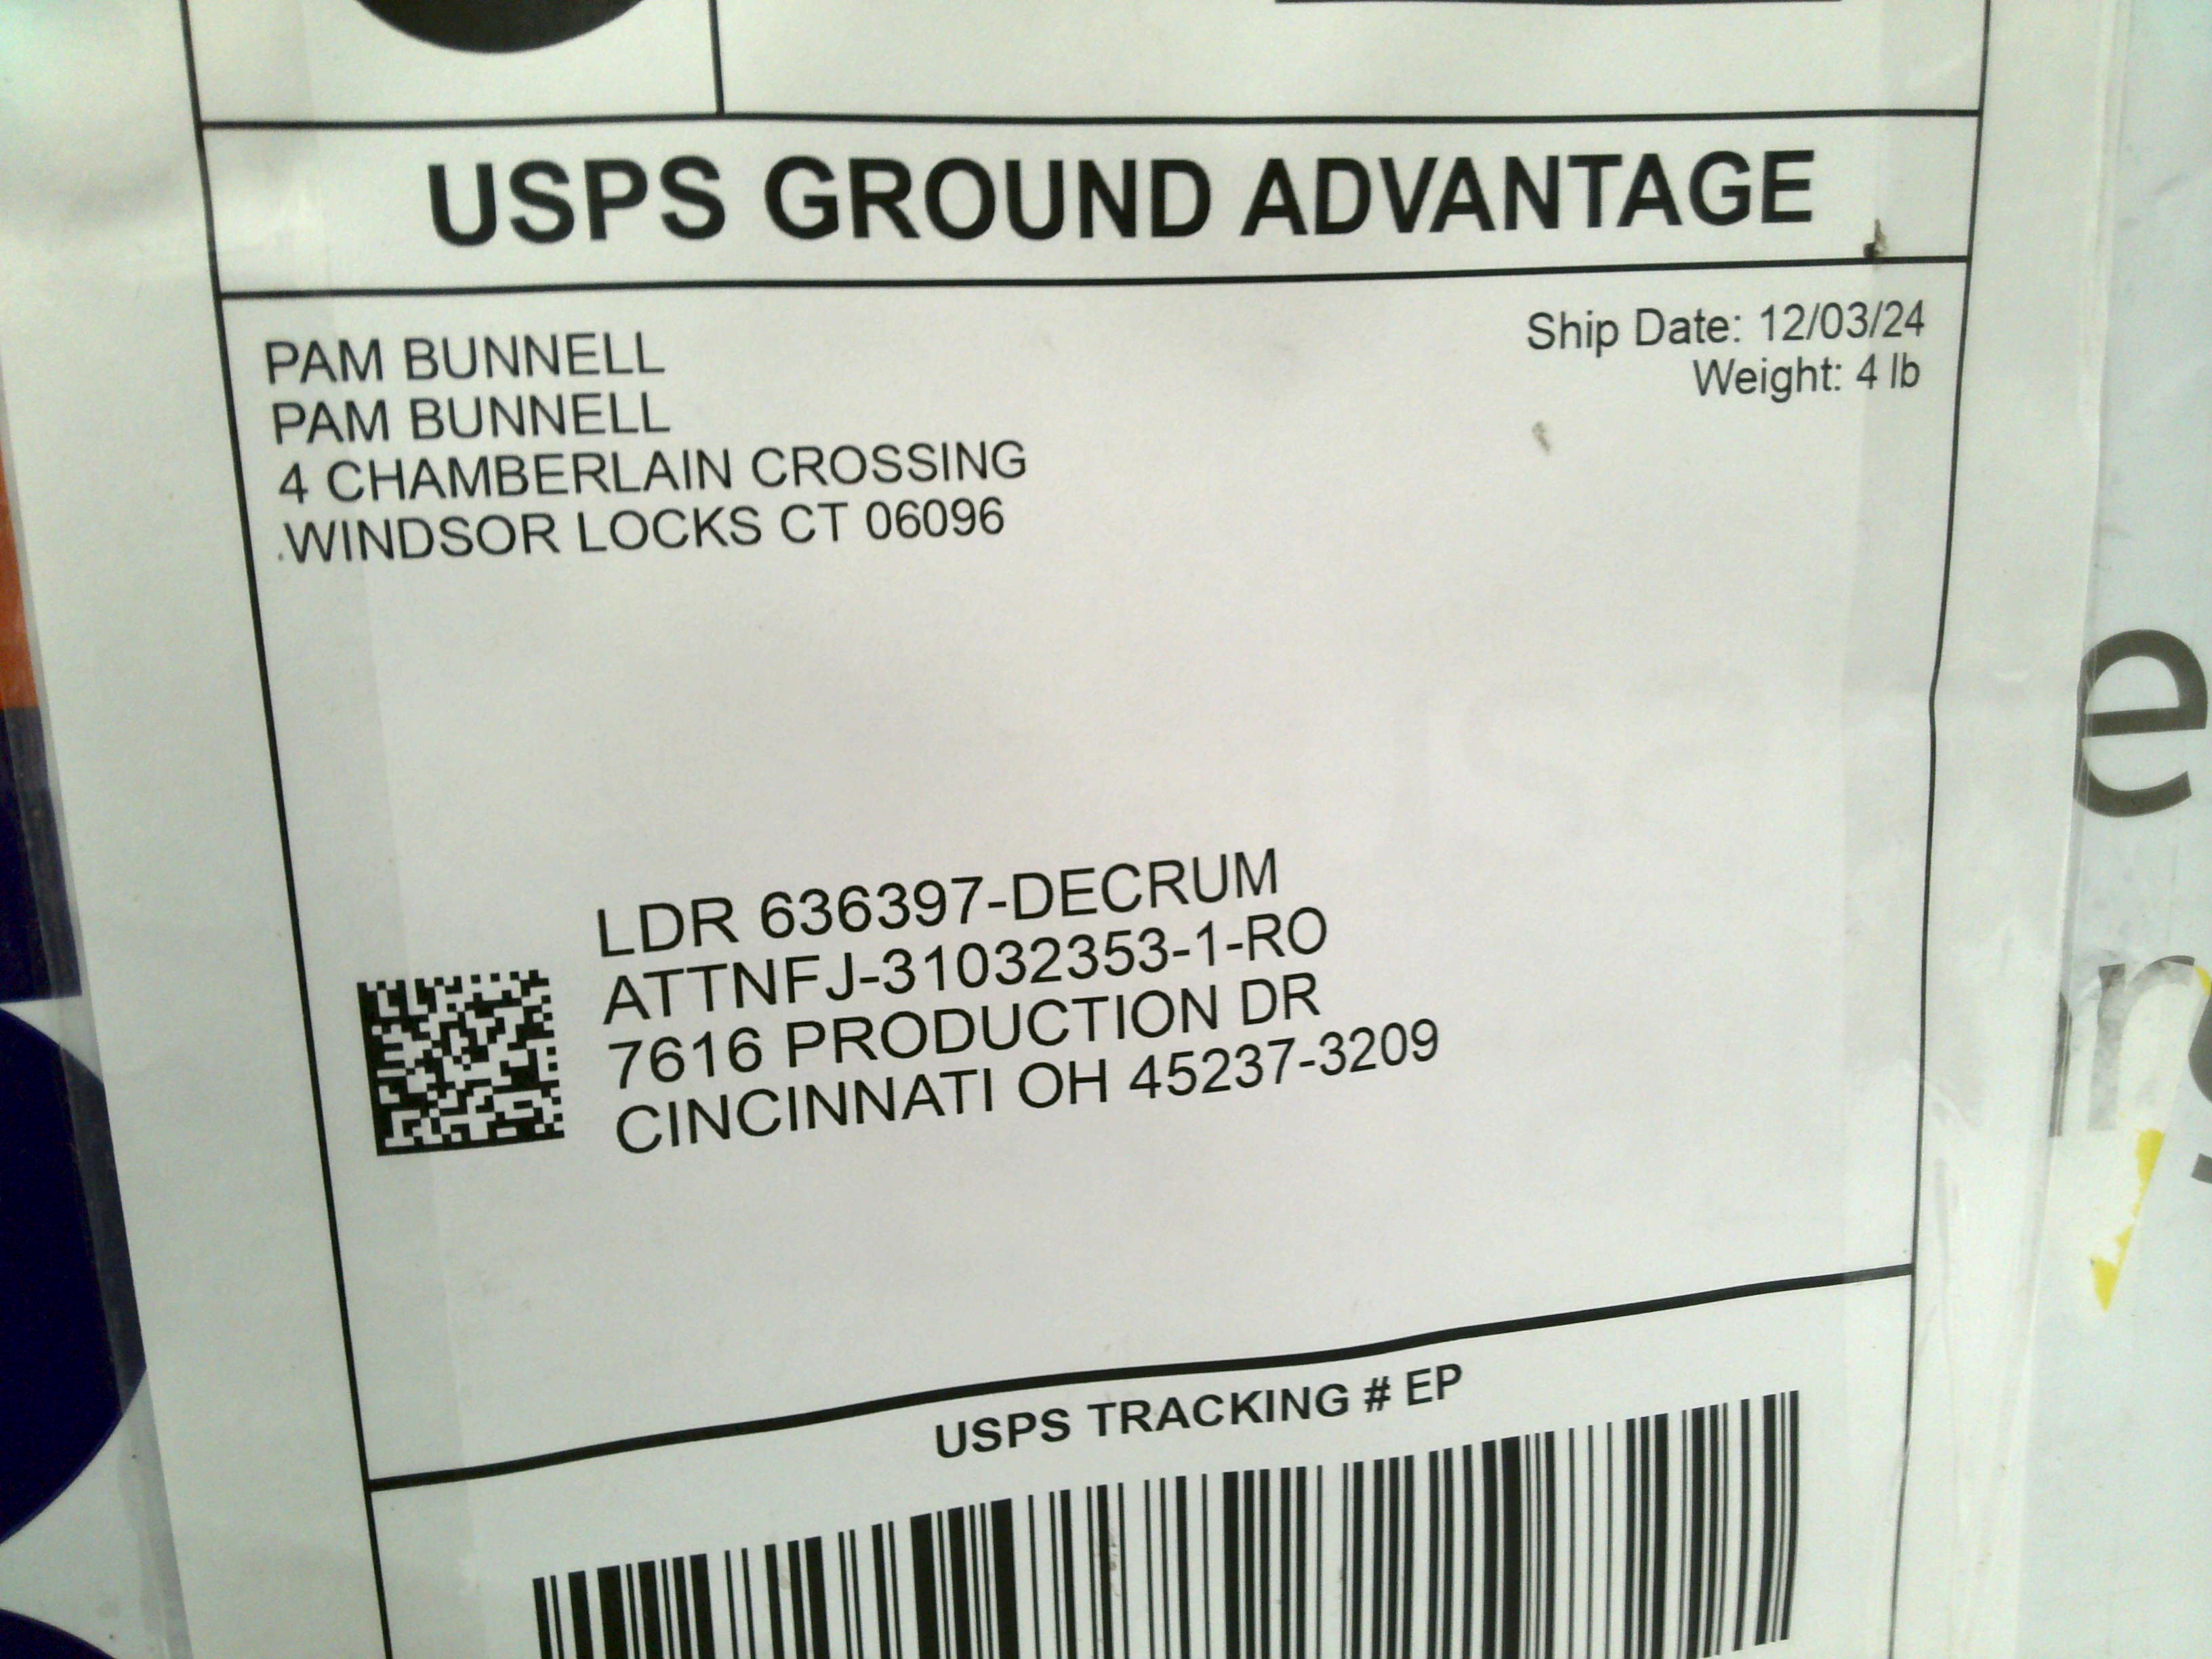 USPS GROUND ADVANTAGE
Ship Date: 12/03/24
Weight: 4 lb
PAM BUNNELL
PAM BUNNELL
4 CHAMBERLAIN CROSSING
WINDSOR LOCKS CT 06096
LDR 636397-DECRUM
ATTNFJ-31032353-1-RO
7616 PRODUCTION DR
CINCINNATI OH 45237-3209
USPS TRACKING # EP
e